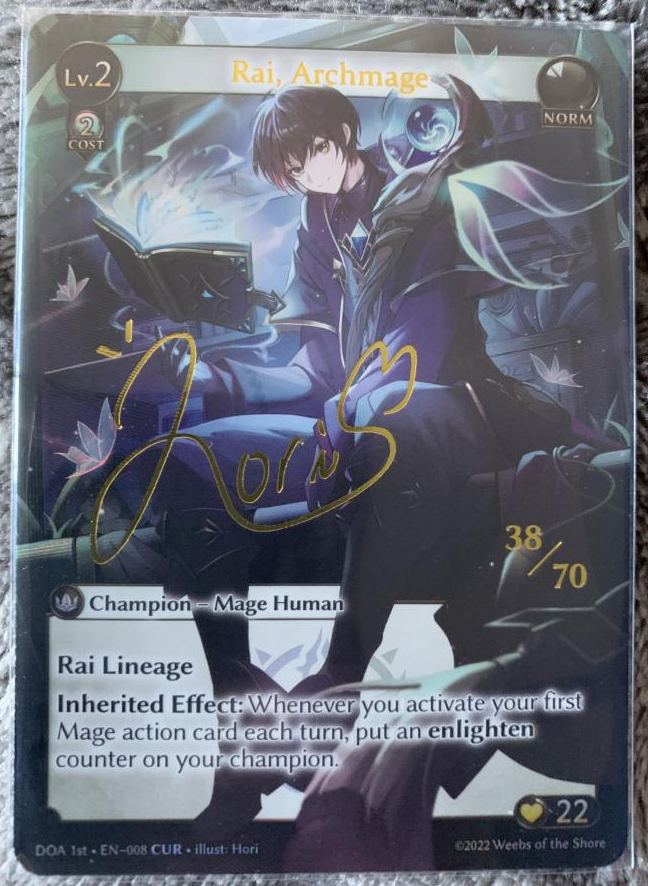 Lv.2
Rai, Archmage
NORM
2
COST
38/70
Champion – Mage Human
Rai Lineage
Inherited Effect: Whenever you activate your first
Mage action card each turn, put an enlighten
counter on your champion.
22
DOA 1st • EN-008 CUR • illust: Hori
©2022 Weebs of the Shore